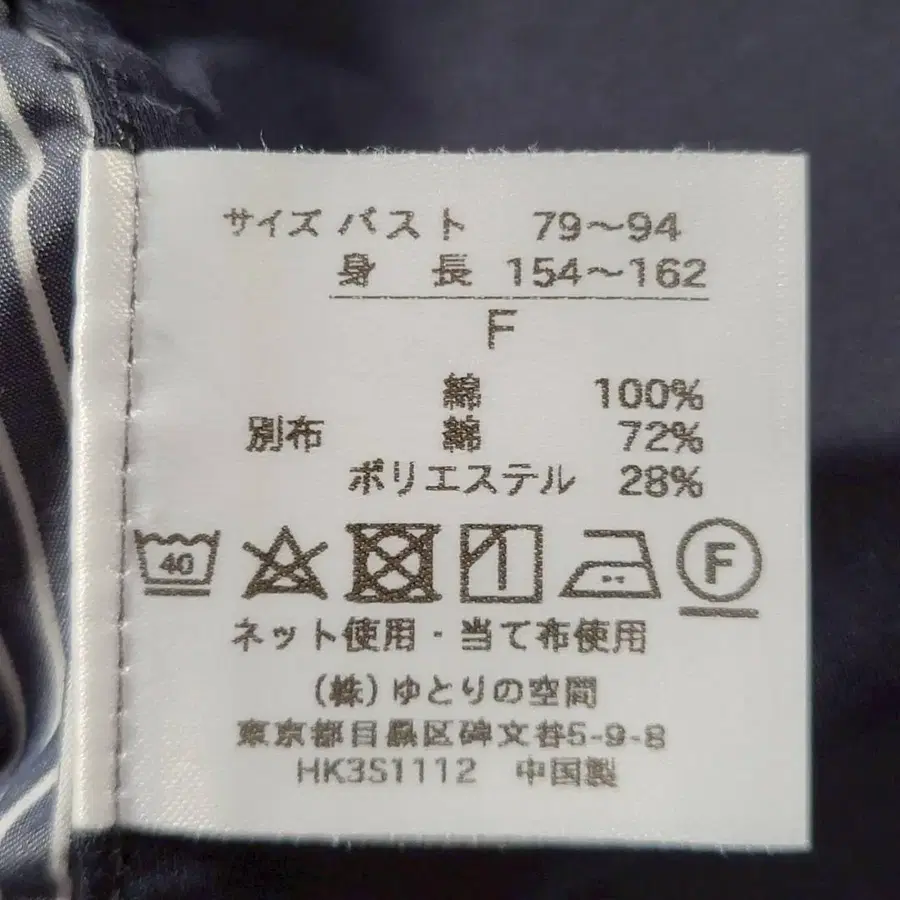 サイズ バスト 79～94
身長 154～162
F
綿 100%
別布 綿 72%
ポリエステル 28%
40 F
ネット使用・当て布使用
(株)ゆとりの空間
東京都目黒区碑文谷5-9-8
HK3S1112 中国製